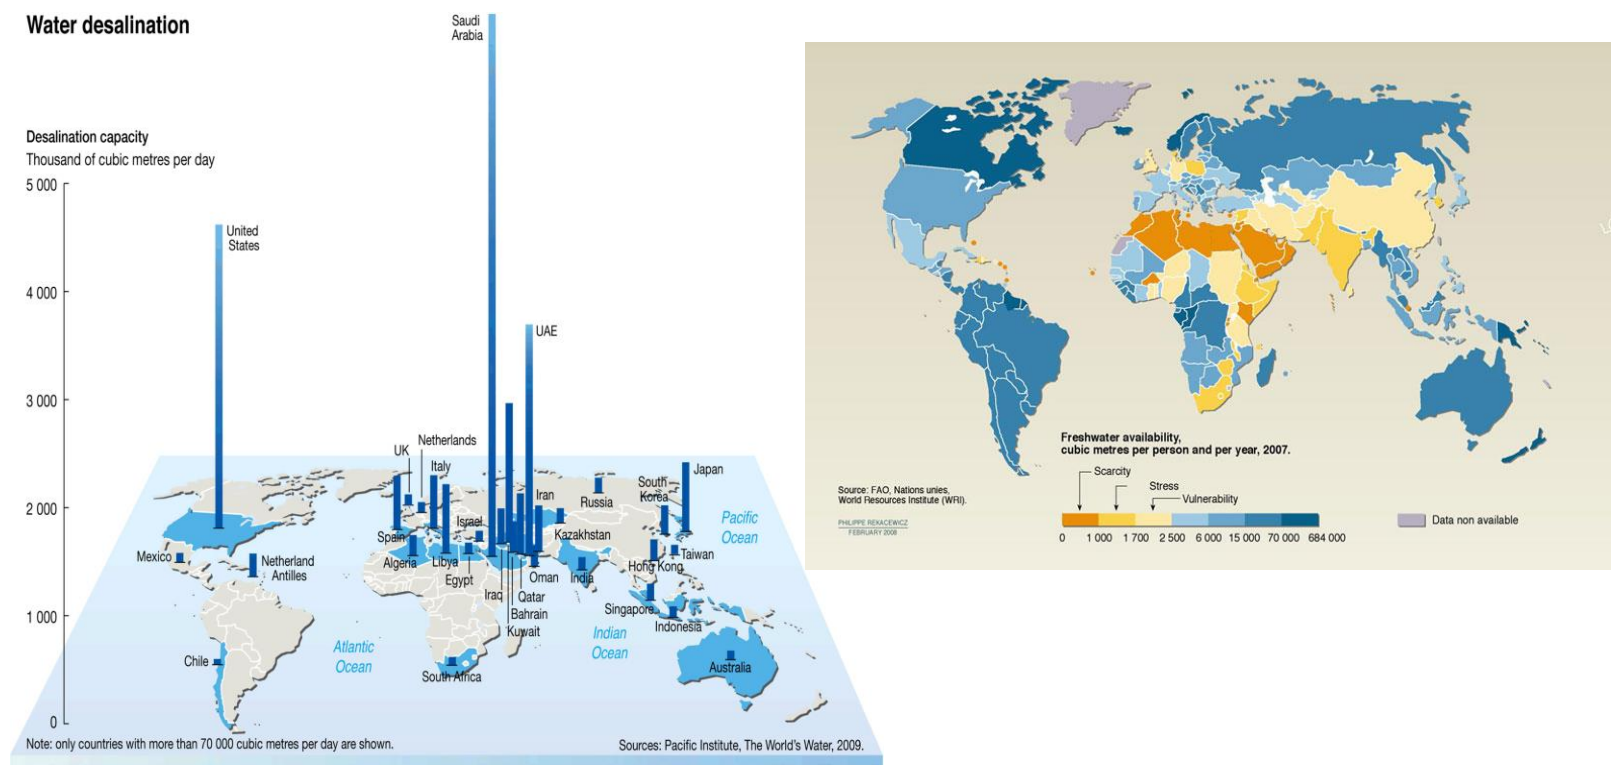 Water desalination
Desalination capacity
Thousand of cubic metres per day
5 000
4 000
3 000
2 000
1 000
0
Saudi
Arabia
United
States
UAE
UK
Netherlands
Italy
Iran
Russia
South
Korea
Japan
Spain
Israel
Kazakhstan
Pacific
Ocean
Mexico
Netherland
Antilles
Algeria
Libya
Egypt
Oman
India
Hong Kong
Taiwan
Iraq
Qatar
Bahrain
Kuwait
Singapore
Indonesia
Atlantic
Ocean
Indian
Ocean
Chile
South Africa
Australia
Note: only countries with more than 70 000 cubic metres per day are shown.
Sources: Pacific Institute, The World's Water, 2009.
Freshwater availability,
cubic metres per person and per year, 2007.
Scarcity
Stress
Vulnerability
0 1 000 1 700 2 500 6 000 15 000 70 000 684 000
Data non available
Source: FAO, Nations unies,
World Resources Institute (WRI).
PHILIPPE REKACEWICZ
FEBRUARY 2008